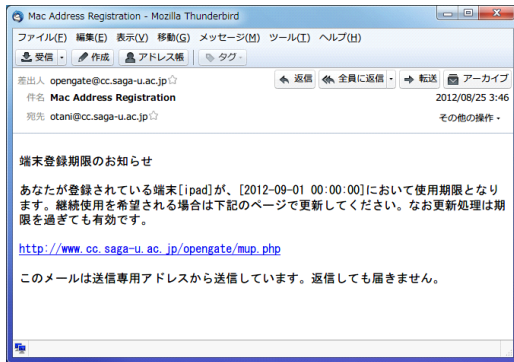 Mac Address Registration - Mozilla Thunderbird
ファイル(F) 編集(E) 表示(V) 移動(G) メッセージ(M) ツール(T) ヘルプ(H)
受信 作成 アドレス帳 タグ
差出人 opengate@cc.saga-u.ac.jp 返信 全員に返信 転送 アーカイブ
件名 Mac Address Registration 2012/08/25 3:46
宛先 otani@cc.saga-u.ac.jp その他の操作
端末登録期限のお知らせ
あなたが登録されている端末[ipad]が、[2012-09-01 00:00:00]において使用期限となり
ます。継続使用を希望される場合は下記のページで更新してください。なお更新処理は期
限を過ぎても有効です。
http://www.cc.saga-u.ac.jp/opengate/mup.php
このメールは送信専用アドレスから送信しています。返信しても届きません。